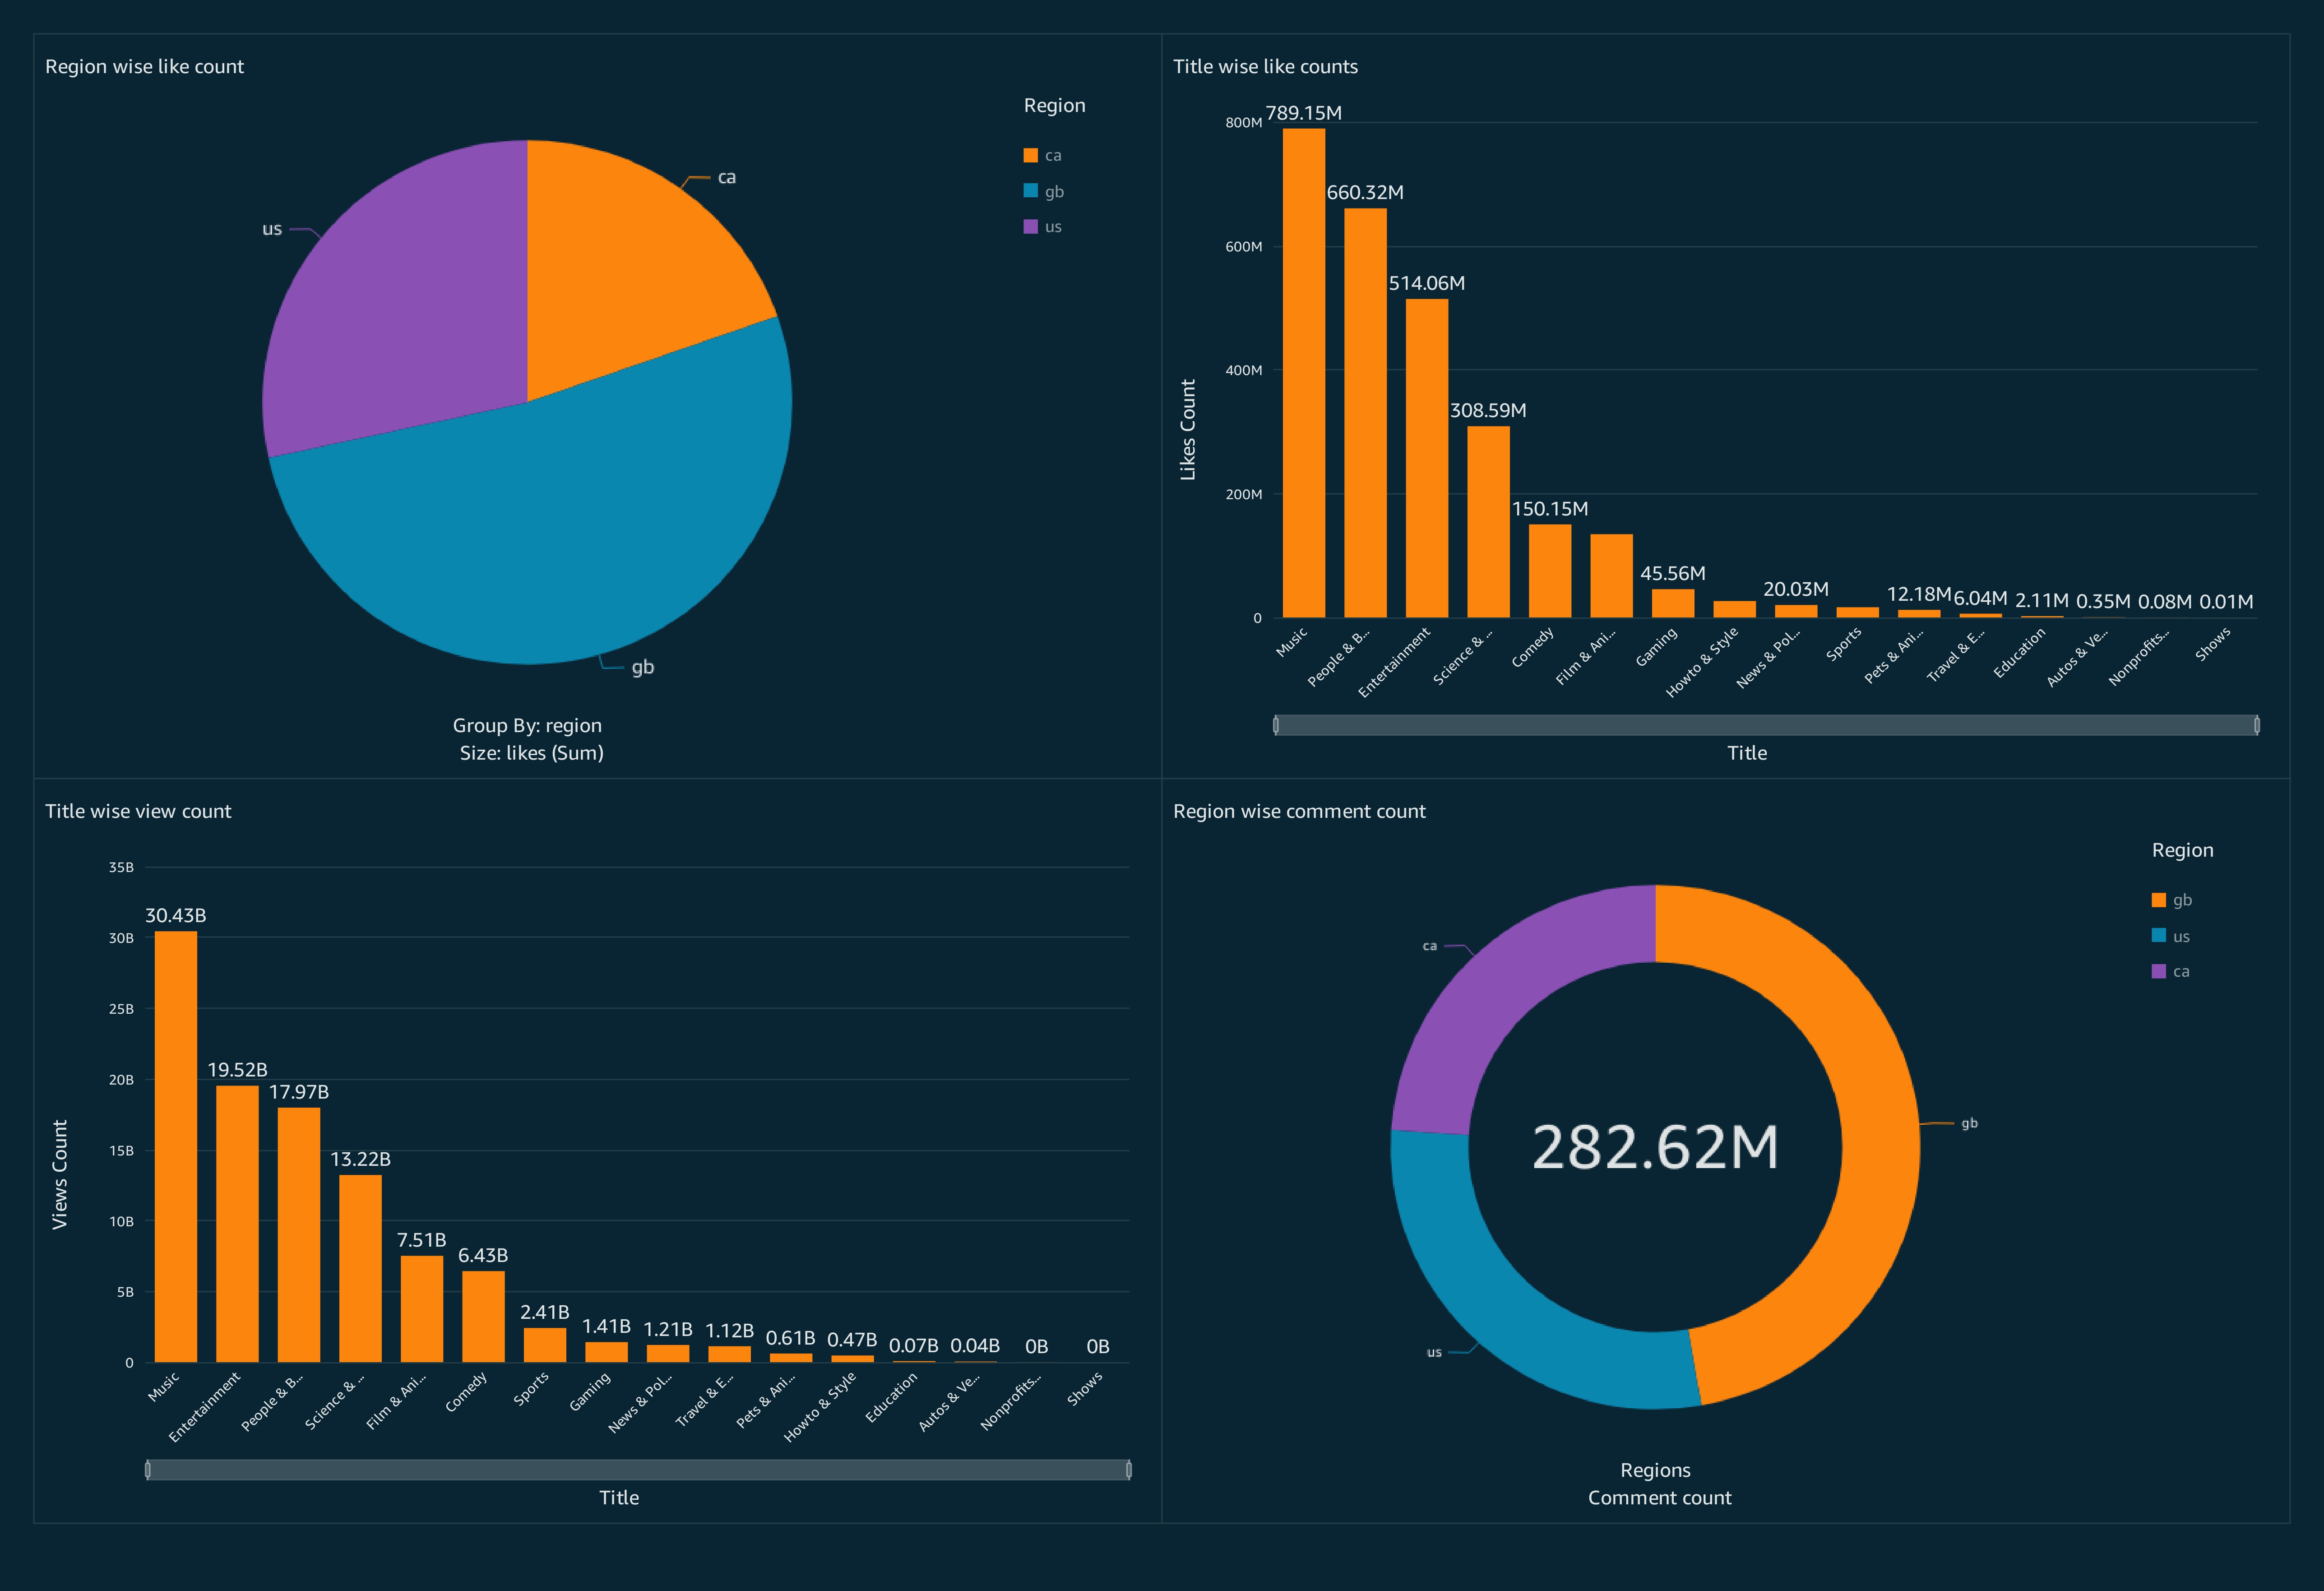 Region wise like count
Region
ca
gb
us
ca
us
gb
Group By: region
Size: likes (Sum)
Title wise like counts
Likes Count
800M
600M
400M
200M
0
789.15M
660.32M
514.06M
308.59M
150.15M
45.56M
20.03M
12.18M
6.04M
2.11M
0.35M
0.08M
0.01M
Music
People & B...
Entertainment
Science & ...
Comedy
Film & Ani...
Gaming
Howto & Style
News & Pol...
Sports
Pets & Ani...
Travel & E...
Education
Autos & Ve...
Nonprofits...
Shows
Title
Title wise view count
Views Count
35B
30B
25B
20B
15B
10B
5B
0
30.43B
19.52B
17.97B
13.22B
7.51B
6.43B
2.41B
1.41B
1.21B
1.12B
0.61B
0.47B
0.07B
0.04B
0B
0B
Music
Entertainment
People & B...
Science & ...
Film & Ani...
Comedy
Sports
Gaming
News & Pol...
Travel & E...
Pets & Ani...
Howto & Style
Education
Autos & Ve...
Nonprofits...
Shows
Title
Region wise comment count
Region
gb
us
ca
ca
gb
us
282.62M
Regions
Comment count